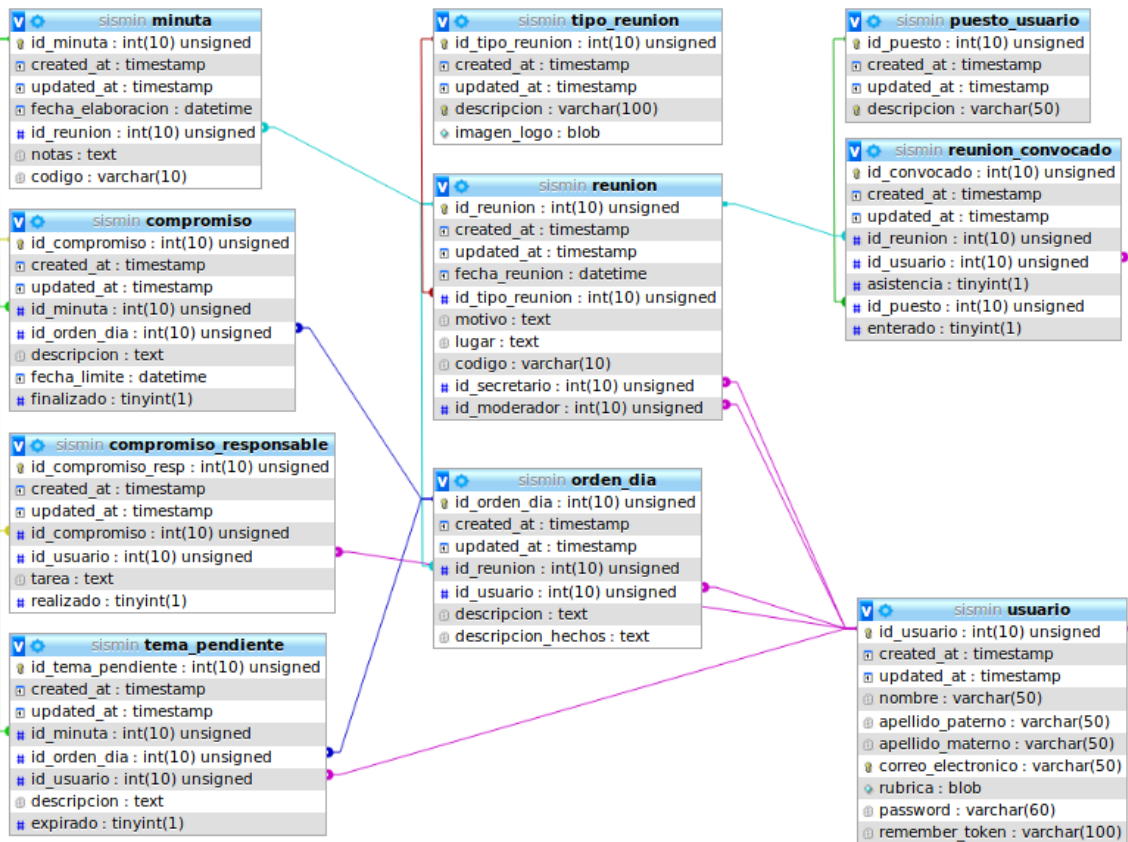 sismin minuta
id_minuta : int(10) unsigned
created_at : timestamp
updated_at : timestamp
fecha_elaboracion : datetime
id_reunion : int(10) unsigned
notas : text
codigo : varchar(10)
sismin compromiso
id_compromiso : int(10) unsigned
created_at : timestamp
updated_at : timestamp
id_minuta : int(10) unsigned
id_orden_dia : int(10) unsigned
descripcion : text
fecha_limite : datetime
finalizado : tinyint(1)
sismin compromiso_responsable
id_compromiso_resp : int(10) unsigned
created_at : timestamp
updated_at : timestamp
id_compromiso : int(10) unsigned
id_usuario : int(10) unsigned
tarea : text
realizado : tinyint(1)
sismin tema_pendiente
id_tema_pendiente : int(10) unsigned
created_at : timestamp
updated_at : timestamp
id_minuta : int(10) unsigned
id_orden_dia : int(10) unsigned
id_usuario : int(10) unsigned
descripcion : text
expirado : tinyint(1)
sismin tipo_reunion
id_tipo_reunion : int(10) unsigned
created_at : timestamp
updated_at : timestamp
descripcion : varchar(100)
imagen_logo : blob
sismin reunion
id_reunion : int(10) unsigned
created_at : timestamp
updated_at : timestamp
fecha_reunion : datetime
id_tipo_reunion : int(10) unsigned
motivo : text
lugar : text
codigo : varchar(10)
id_secretario : int(10) unsigned
id_moderador : int(10) unsigned
sismin orden_dia
id_orden_dia : int(10) unsigned
created_at : timestamp
updated_at : timestamp
id_reunion : int(10) unsigned
id_usuario : int(10) unsigned
descripcion : text
descripcion_hechos : text
sismin puesto_usuario
id_puesto : int(10) unsigned
created_at : timestamp
updated_at : timestamp
descripcion : varchar(50)
sismin reunion_convocado
id_convocado : int(10) unsigned
created_at : timestamp
updated_at : timestamp
id_reunion : int(10) unsigned
id_usuario : int(10) unsigned
asistencia : tinyint(1)
id_puesto : int(10) unsigned
enterado : tinyint(1)
sismin usuario
id_usuario : int(10) unsigned
created_at : timestamp
updated_at : timestamp
nombre : varchar(50)
apellido_paterno : varchar(50)
apellido_materno : varchar(50)
correo_electronico : varchar(50)
rubrica : blob
password : varchar(60)
remember_token : varchar(100)